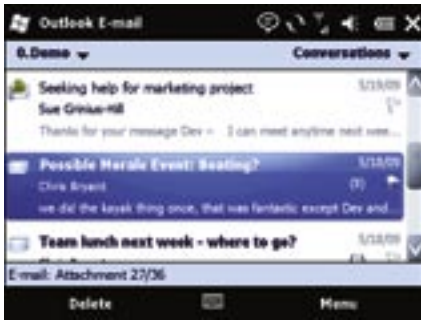 Outlook E-mail
0.Demo
Conversations
Seeking help for marketing project
5/19/09
Sue Grinius-Hill
Thanks for your message Dev - I can meet anytime next wee...
Possible Morale Event: Boating?
5/18/09
Chris Bryant
we did the kayak thing once, that was fantastic except Dev and...
Team lunch next week - where to go?
5/18/09
E-mail: Attachment 27/36
Delete
Menu